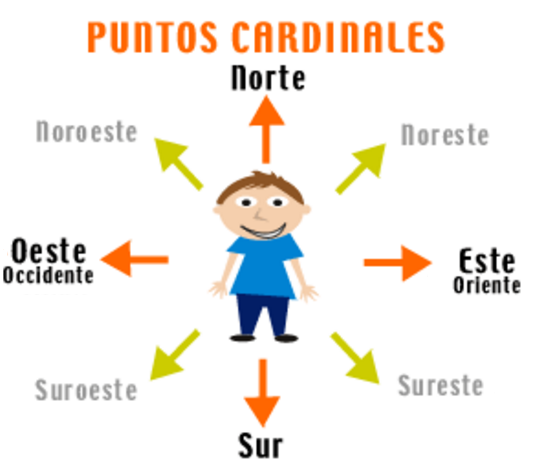 PUNTOS CARDINALES
Norte
Noroeste
Noreste
Oeste
Occidente
Este
Oriente
Suroeste
Sureste
Sur